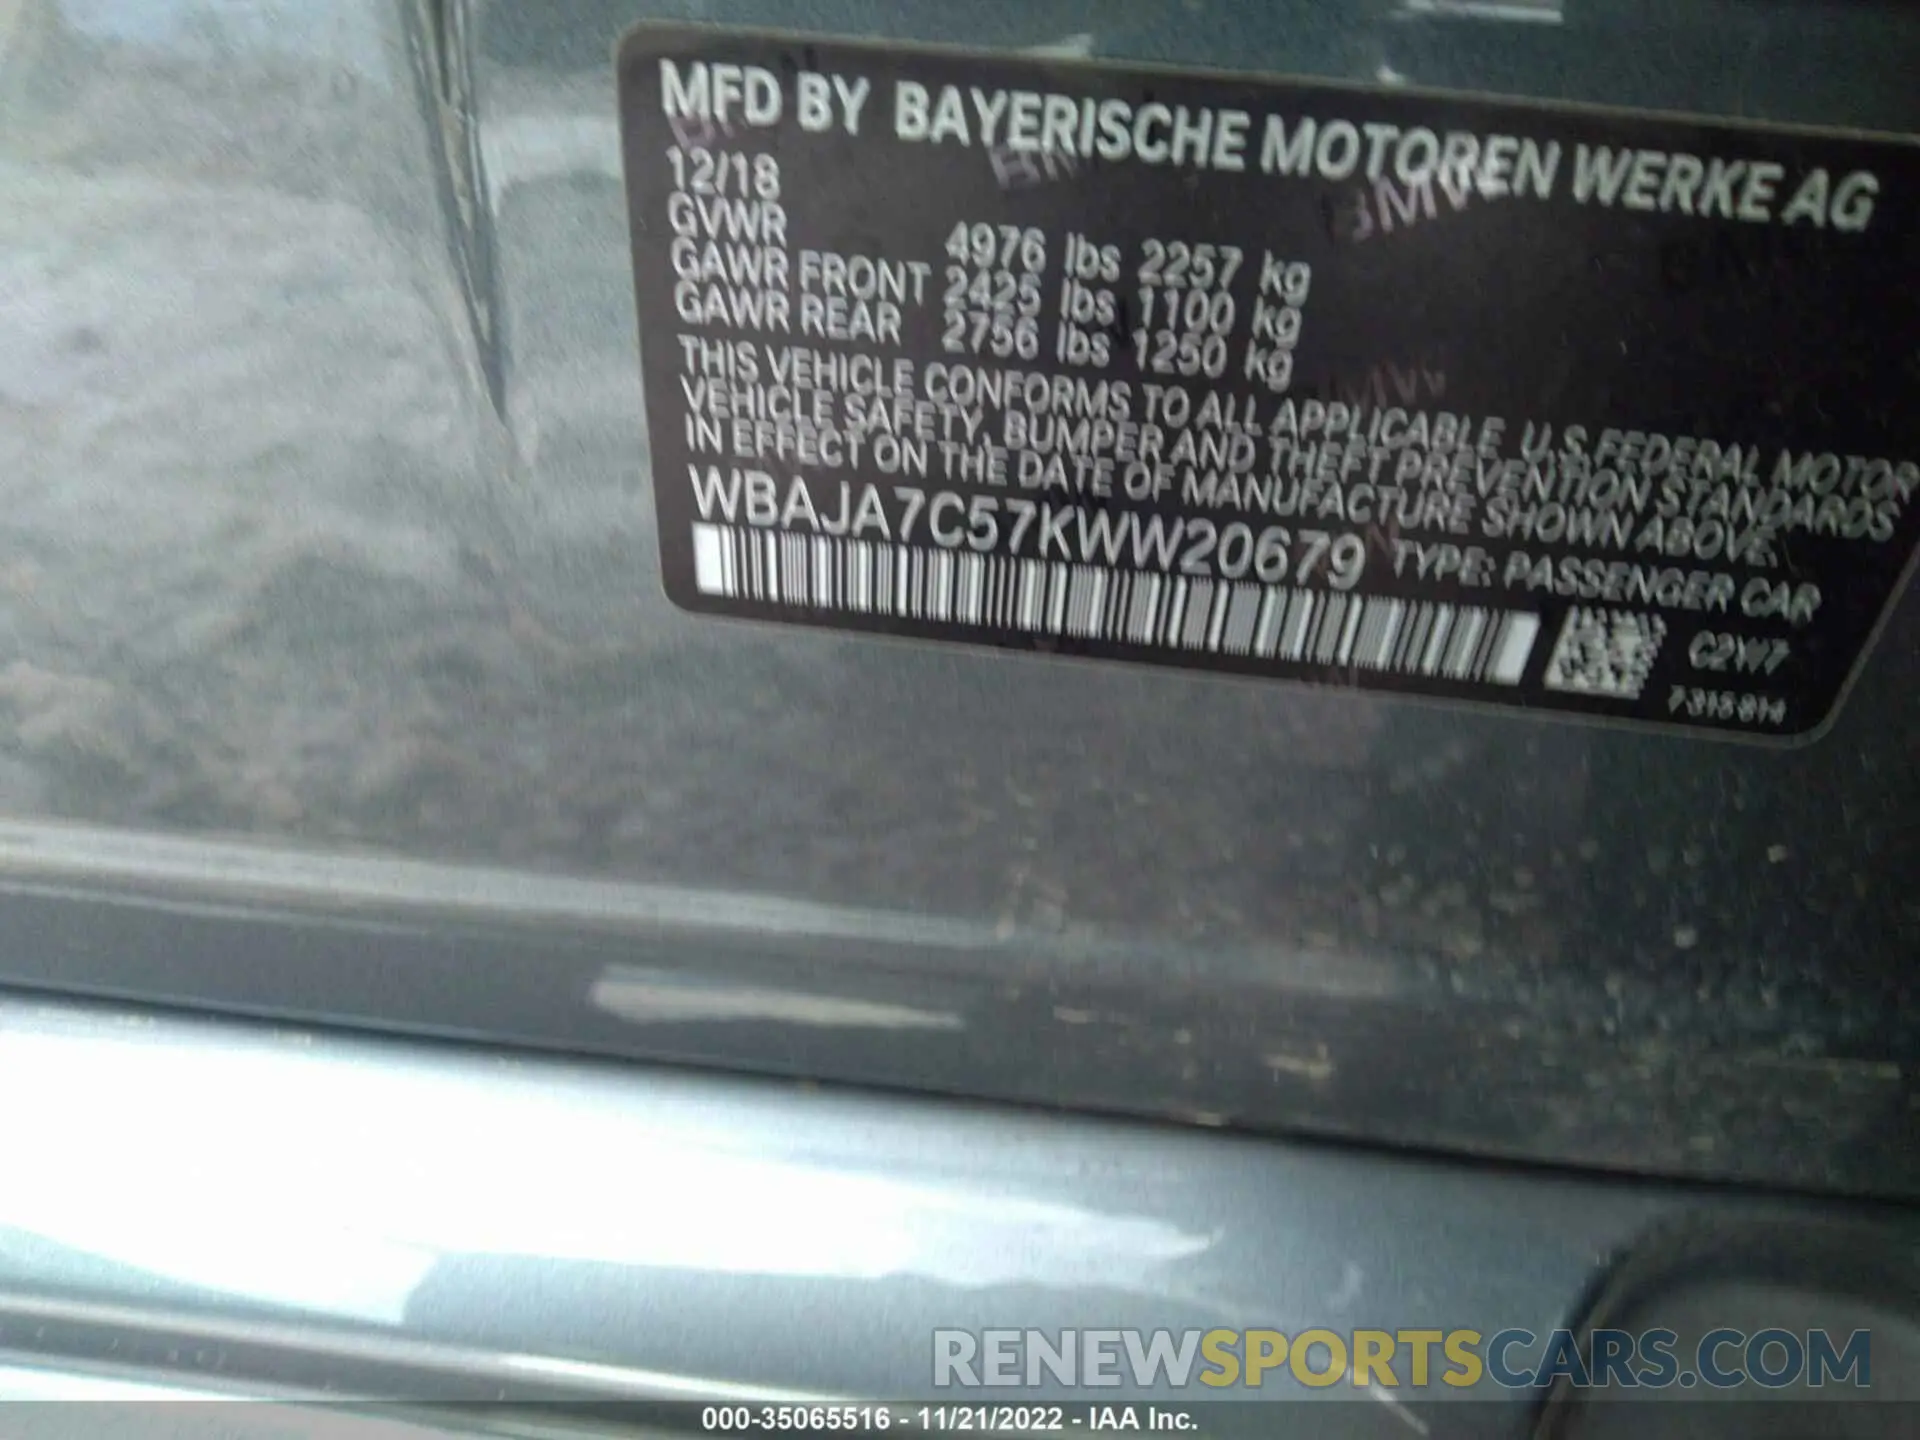 MFD BY BAYERISCHE MOTOREN WERKE AG
12/18
GVWR 4976 lbs 2257 kg
GAWR FRONT 2425 lbs 1100 kg
GAWR REAR 2756 lbs 1250 kg
THIS VEHICLE CONFORMS TO ALL APPLICABLE U.S.FEDERAL MOTOR
VEHICLE SAFETY, BUMPER AND THEFT PREVENTION STANDARDS
IN EFFECT ON THE DATE OF MANUFACTURE SHOWN ABOVE.
WBAJA7C57KWW20679 TYPE: PASSENGER CAR
7 315 814
RENEWSPORTSCARS.COM
000-35065516 - 11/21/2022 - IAA Inc.